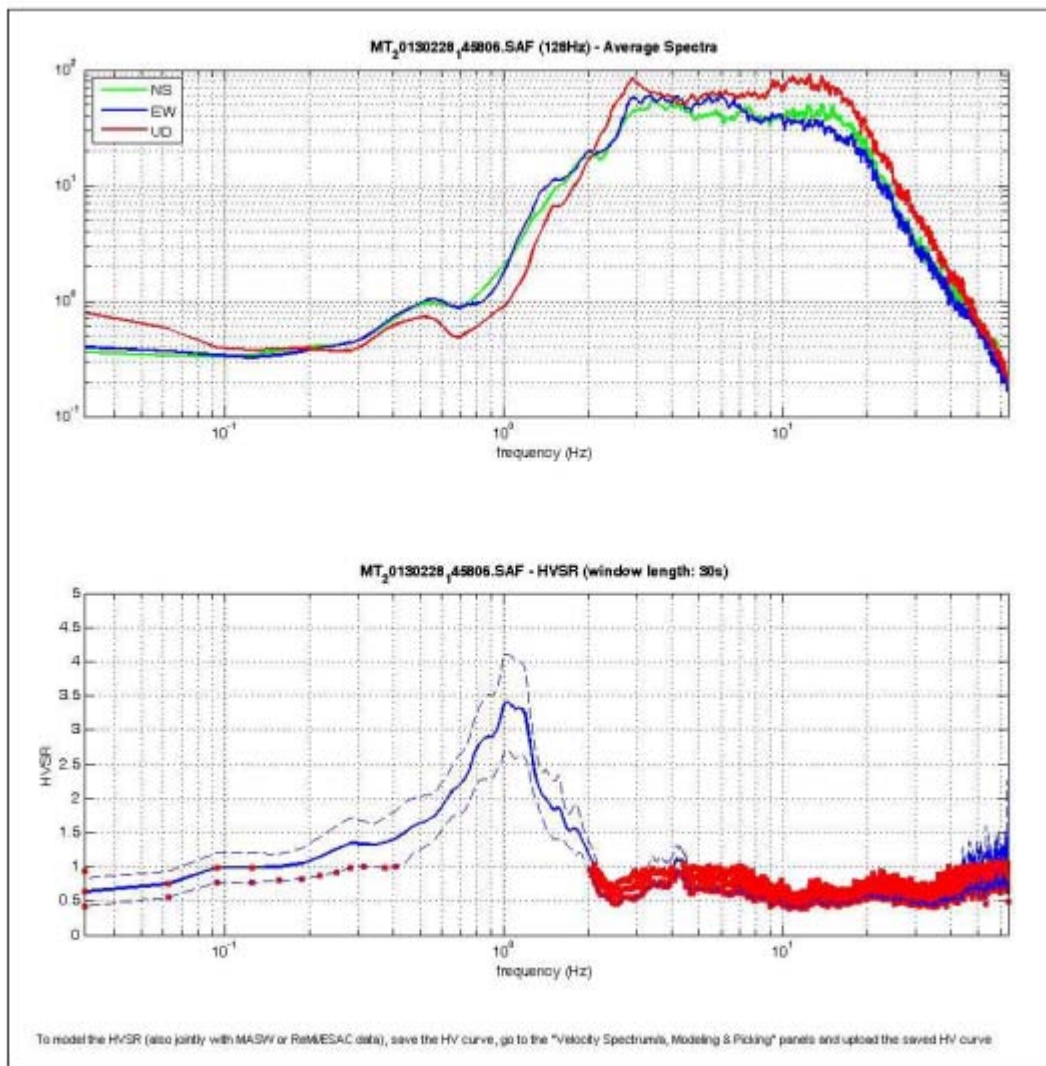 MT_20130228_145806.SAF (128Hz) - Average Spectra
NS
EW
UD
10^2
10^1
10^0
10^-1
10^-1
10^0
10^1
frequency (Hz)
MT_20130228_145806.SAF - HVSR (window length: 30s)
5
4.5
4
3.5
3
2.5
2
1.5
1
0.5
0
HVSR
10^-1
10^0
10^1
frequency (Hz)
To model the HVSR (also jointly with MASW or ReMi/ESAC data), save the HV curve, go to the "Velocity Spectrum/a, Modeling & Picking" panels and upload the saved HV curve